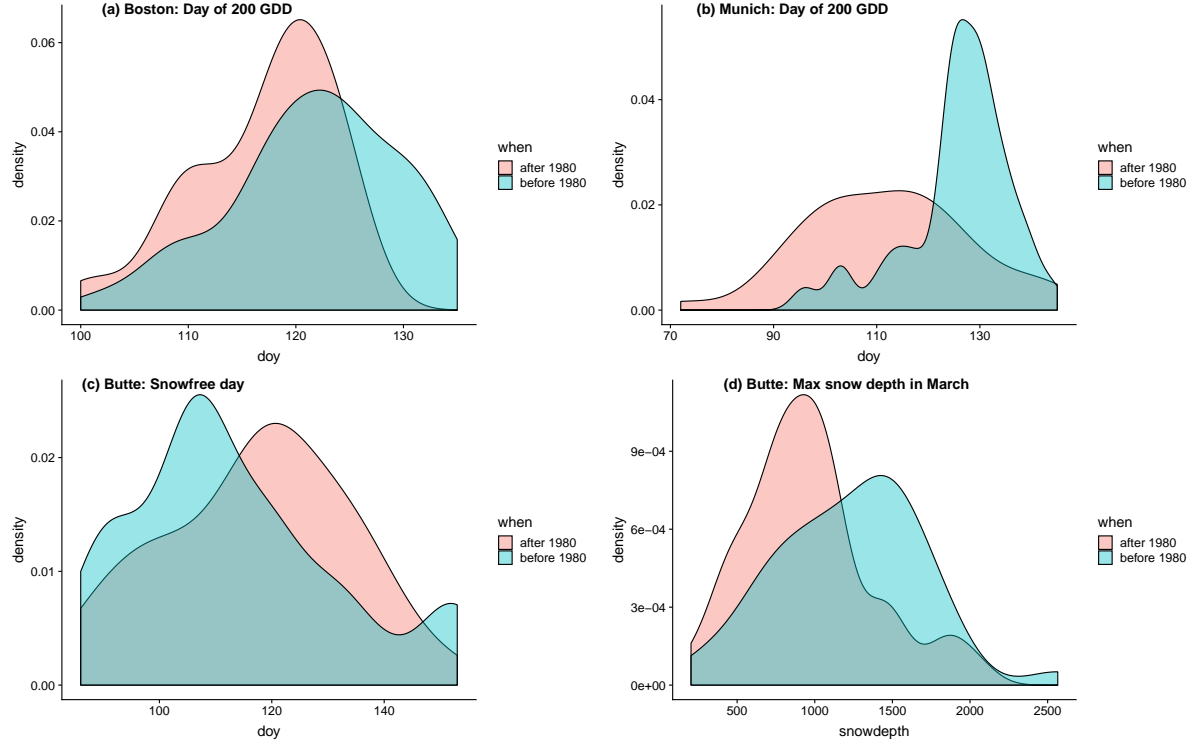 (a) Boston: Day of 200 GDD
0.06
0.04
0.02
0.00
density
100 110 120 130
doy
when
after 1980
before 1980
(b) Munich: Day of 200 GDD
0.04
0.02
0.00
density
70 90 110 130
doy
when
after 1980
before 1980
(c) Butte: Snowfree day
0.02
0.01
0.00
density
100 120 140
doy
when
after 1980
before 1980
(d) Butte: Max snow depth in March
9e−04
6e−04
3e−04
0e+00
density
500 1000 1500 2000 2500
snowdepth
when
after 1980
before 1980